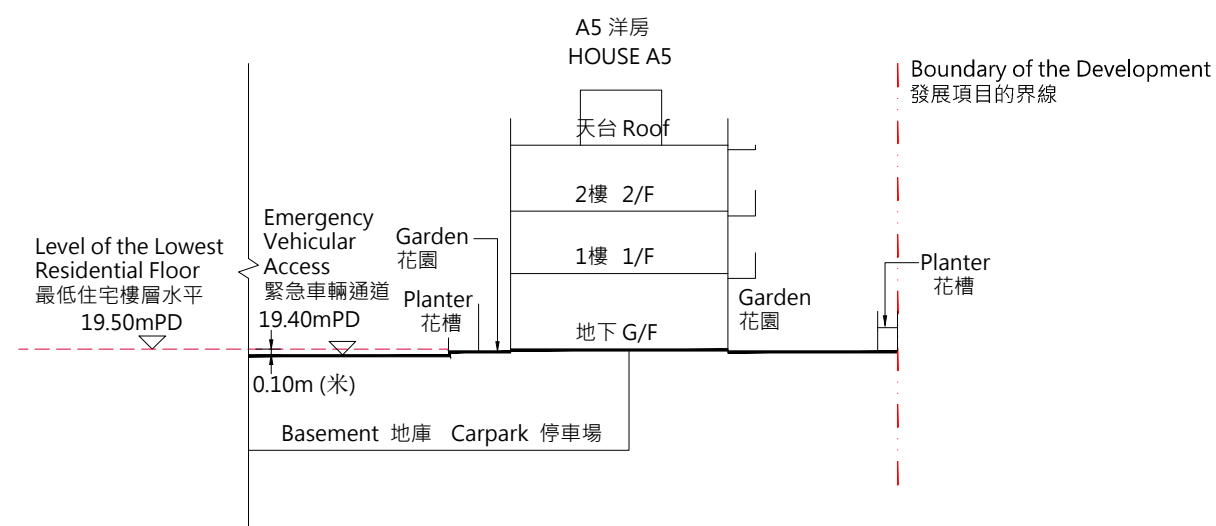 A5 洋房
HOUSE A5
Boundary of the Development
發展項目的界線
天台 Roof
2樓 2/F
1樓 1/F
地下 G/F
Level of the Lowest
Residential Floor
最低住宅樓層水平
19.50mPD
Emergency
Vehicular
Access
緊急車輛通道
19.40mPD
Garden
花園
Planter
花槽
Garden
花園
Planter
花槽
0.10m (米)
Basement 地庫 Carpark 停車場